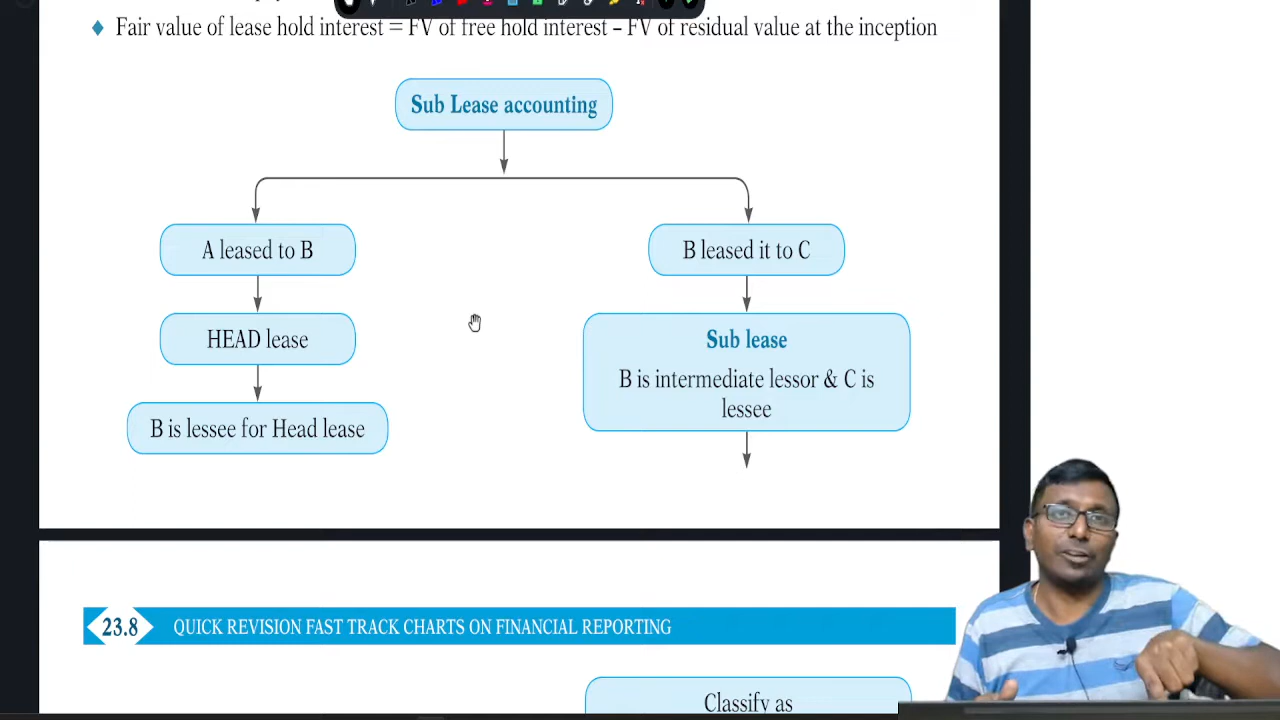 ♦ Fair value of lease hold interest = FV of free hold interest – FV of residual value at the inception
Sub Lease accounting
A leased to B
B leased it to C
HEAD lease
Sub lease
B is intermediate lessor & C is
lessee
B is lessee for Head lease
23.8
QUICK REVISION FAST TRACK CHARTS ON FINANCIAL REPORTING
Classify as